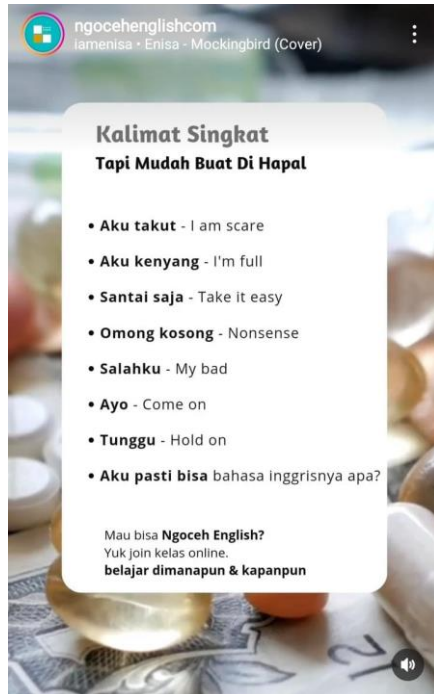 ngocehenglishcom
iamenisa • Enisa - Mockingbird (Cover)
Kalimat Singkat
Tapi Mudah Buat Di Hapal
• Aku takut - I am scare
• Aku kenyang - I'm full
• Santai saja - Take it easy
• Omong kosong - Nonsense
• Salahku - My bad
• Ayo - Come on
• Tunggu - Hold on
• Aku pasti bisa bahasa inggrisnya apa?
Mau bisa Ngoceh English?
Yuk join kelas online.
belajar dimanapun & kapanpun